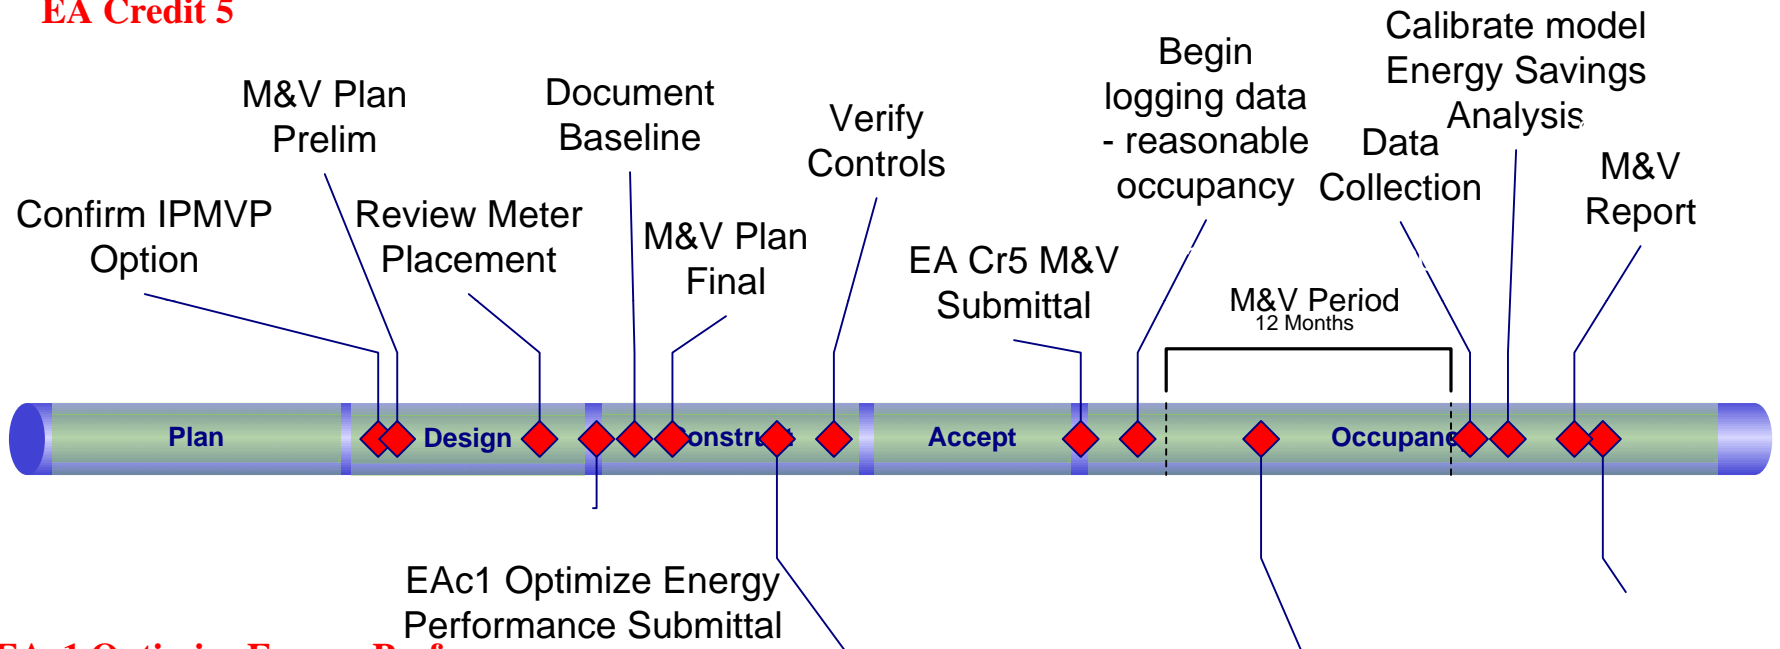 EA Credit 5
Calibrate model
Energy Savings
Analysis
Begin
logging data
- reasonable
occupancy
M&V Plan
Prelim
Document
Baseline
Verify
Controls
Data
Collection
M&V
Report
Confirm IPMVP
Option
Review Meter
Placement
M&V Plan
Final
EA Cr5 M&V
Submittal
M&V Period
12 Months
Plan
Design
Accept
EAc1 Optimize Energy
Performance Submittal